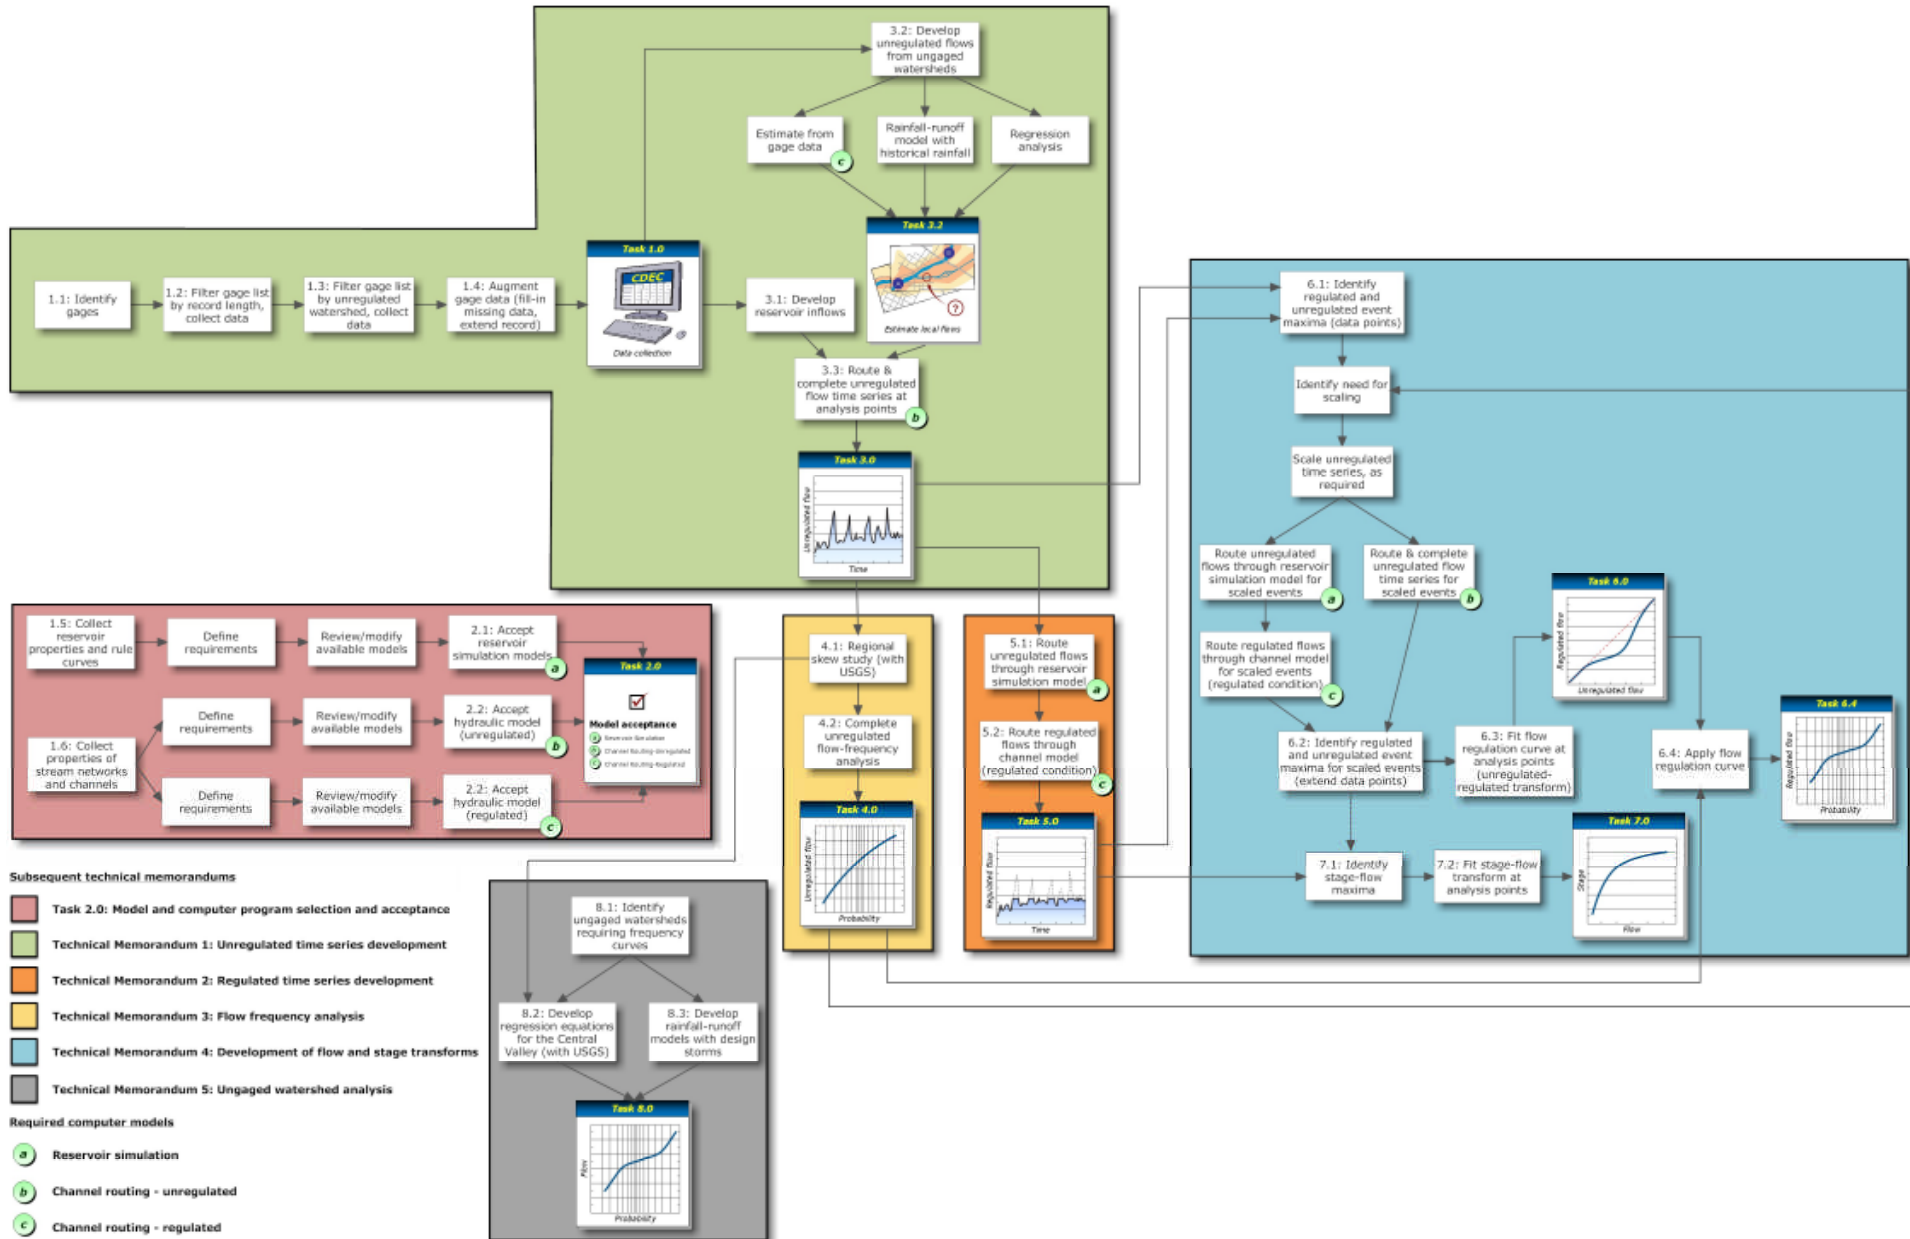 3.2: Develop
unregulated flows
from ungaged
watersheds
Estimate from
gage data
c
Rainfall-runoff
model with
historical rainfall
Regression
analysis
Task 3.2
?
Estimate local flows
Task 1.0
CDEC
Data collection
1.1: Identify
gages
1.2: Filter gage list
by record length,
collect data
1.3: Filter gage list
by unregulated
watershed, collect
data
1.4: Augment
gage data (fill-in
missing data,
extend record)
3.1: Develop
reservoir inflows
3.3: Route &
complete unregulated
flow time series at
analysis points
b
Task 3.0
Unregulated flow
Time
1.5: Collect
reservoir
properties and rule
curves
Define
requirements
Review/modify
available models
2.1: Accept
reservoir
simulation models
a
1.6: Collect
properties of
stream networks
and channels
Define
requirements
Review/modify
available models
2.2: Accept
hydraulic model
(unregulated)
b
Define
requirements
Review/modify
available models
2.2: Accept
hydraulic model
(regulated)
c
Task 2.0
Model acceptance
a Reservoir Simulation
b Channel Routing-Unregulated
c Channel Routing-Regulated
4.1: Regional
skew study (with
USGS)
4.2: Complete
unregulated
flow-frequency
analysis
Task 4.0
Unregulated flow
Probability
5.1: Route
unregulated flows
through reservoir
simulation model
a
5.2: Route regulated
flows through
channel model
(regulated condition)
c
Task 5.0
Regulated flow
Time
6.1: Identify
regulated and
unregulated event
maxima (data points)
Identify need for
scaling
Scale unregulated
time series, as
required
Route unregulated
flows through reservoir
simulation model for
scaled events
a
Route & complete
unregulated flow
time series for
scaled events
b
Route regulated flows
through channel model
for scaled events
(regulated condition)
c
6.2: Identify regulated
and unregulated event
maxima for scaled events
(extend data points)
6.3: Fit flow
regulation curve at
analysis points
(unregulated-
regulated transform)
Task 6.0
Regulated flow
Unregulated flow
6.4: Apply flow
regulation curve
Task 6.4
Regulated flow
Probability
7.1: Identify
stage-flow
maxima
7.2: Fit stage-flow
transform at
analysis points
Task 7.0
Stage
Flow
8.1: Identify
ungaged watersheds
requiring frequency
curves
8.2: Develop
regression equations
for the Central
Valley (with USGS)
8.3: Develop
rainfall-runoff
models with design
storms
Task 8.0
Flow
Probability
Subsequent technical memorandums
Task 2.0: Model and computer program selection and acceptance
Technical Memorandum 1: Unregulated time series development
Technical Memorandum 2: Regulated time series development
Technical Memorandum 3: Flow frequency analysis
Technical Memorandum 4: Development of flow and stage transforms
Technical Memorandum 5: Ungaged watershed analysis
Required computer models
a Reservoir simulation
b Channel routing - unregulated
c Channel routing - regulated